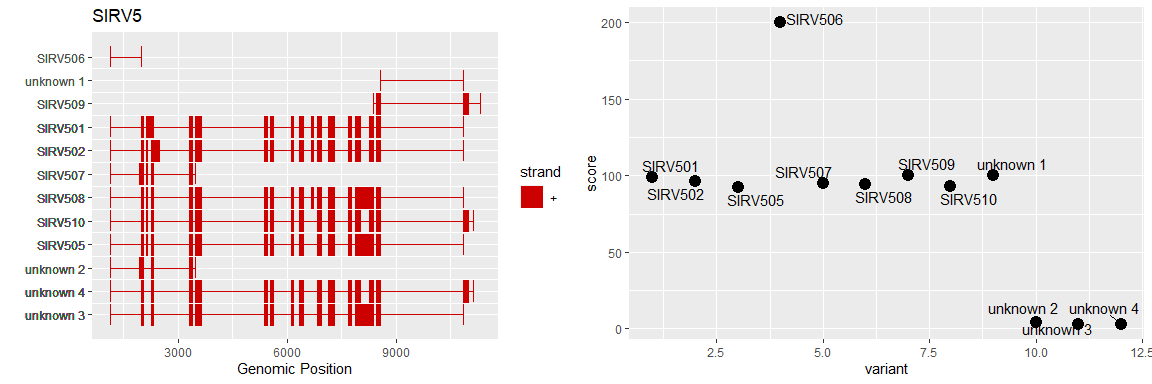 SIRV5
SIRV506
unknown 1
SIRV509
SIRV501
SIRV502
SIRV507
SIRV508
SIRV510
SIRV505
unknown 2
unknown 4
unknown 3
3000 6000 9000
Genomic Position
strand
+
score
200
150
100
50
0
SIRV506
SIRV501
SIRV502
SIRV505
SIRV507
SIRV508
SIRV509
SIRV510
unknown 1
unknown 2
unknown 3
unknown 4
2.5 5.0 7.5 10.0 12.5
variant